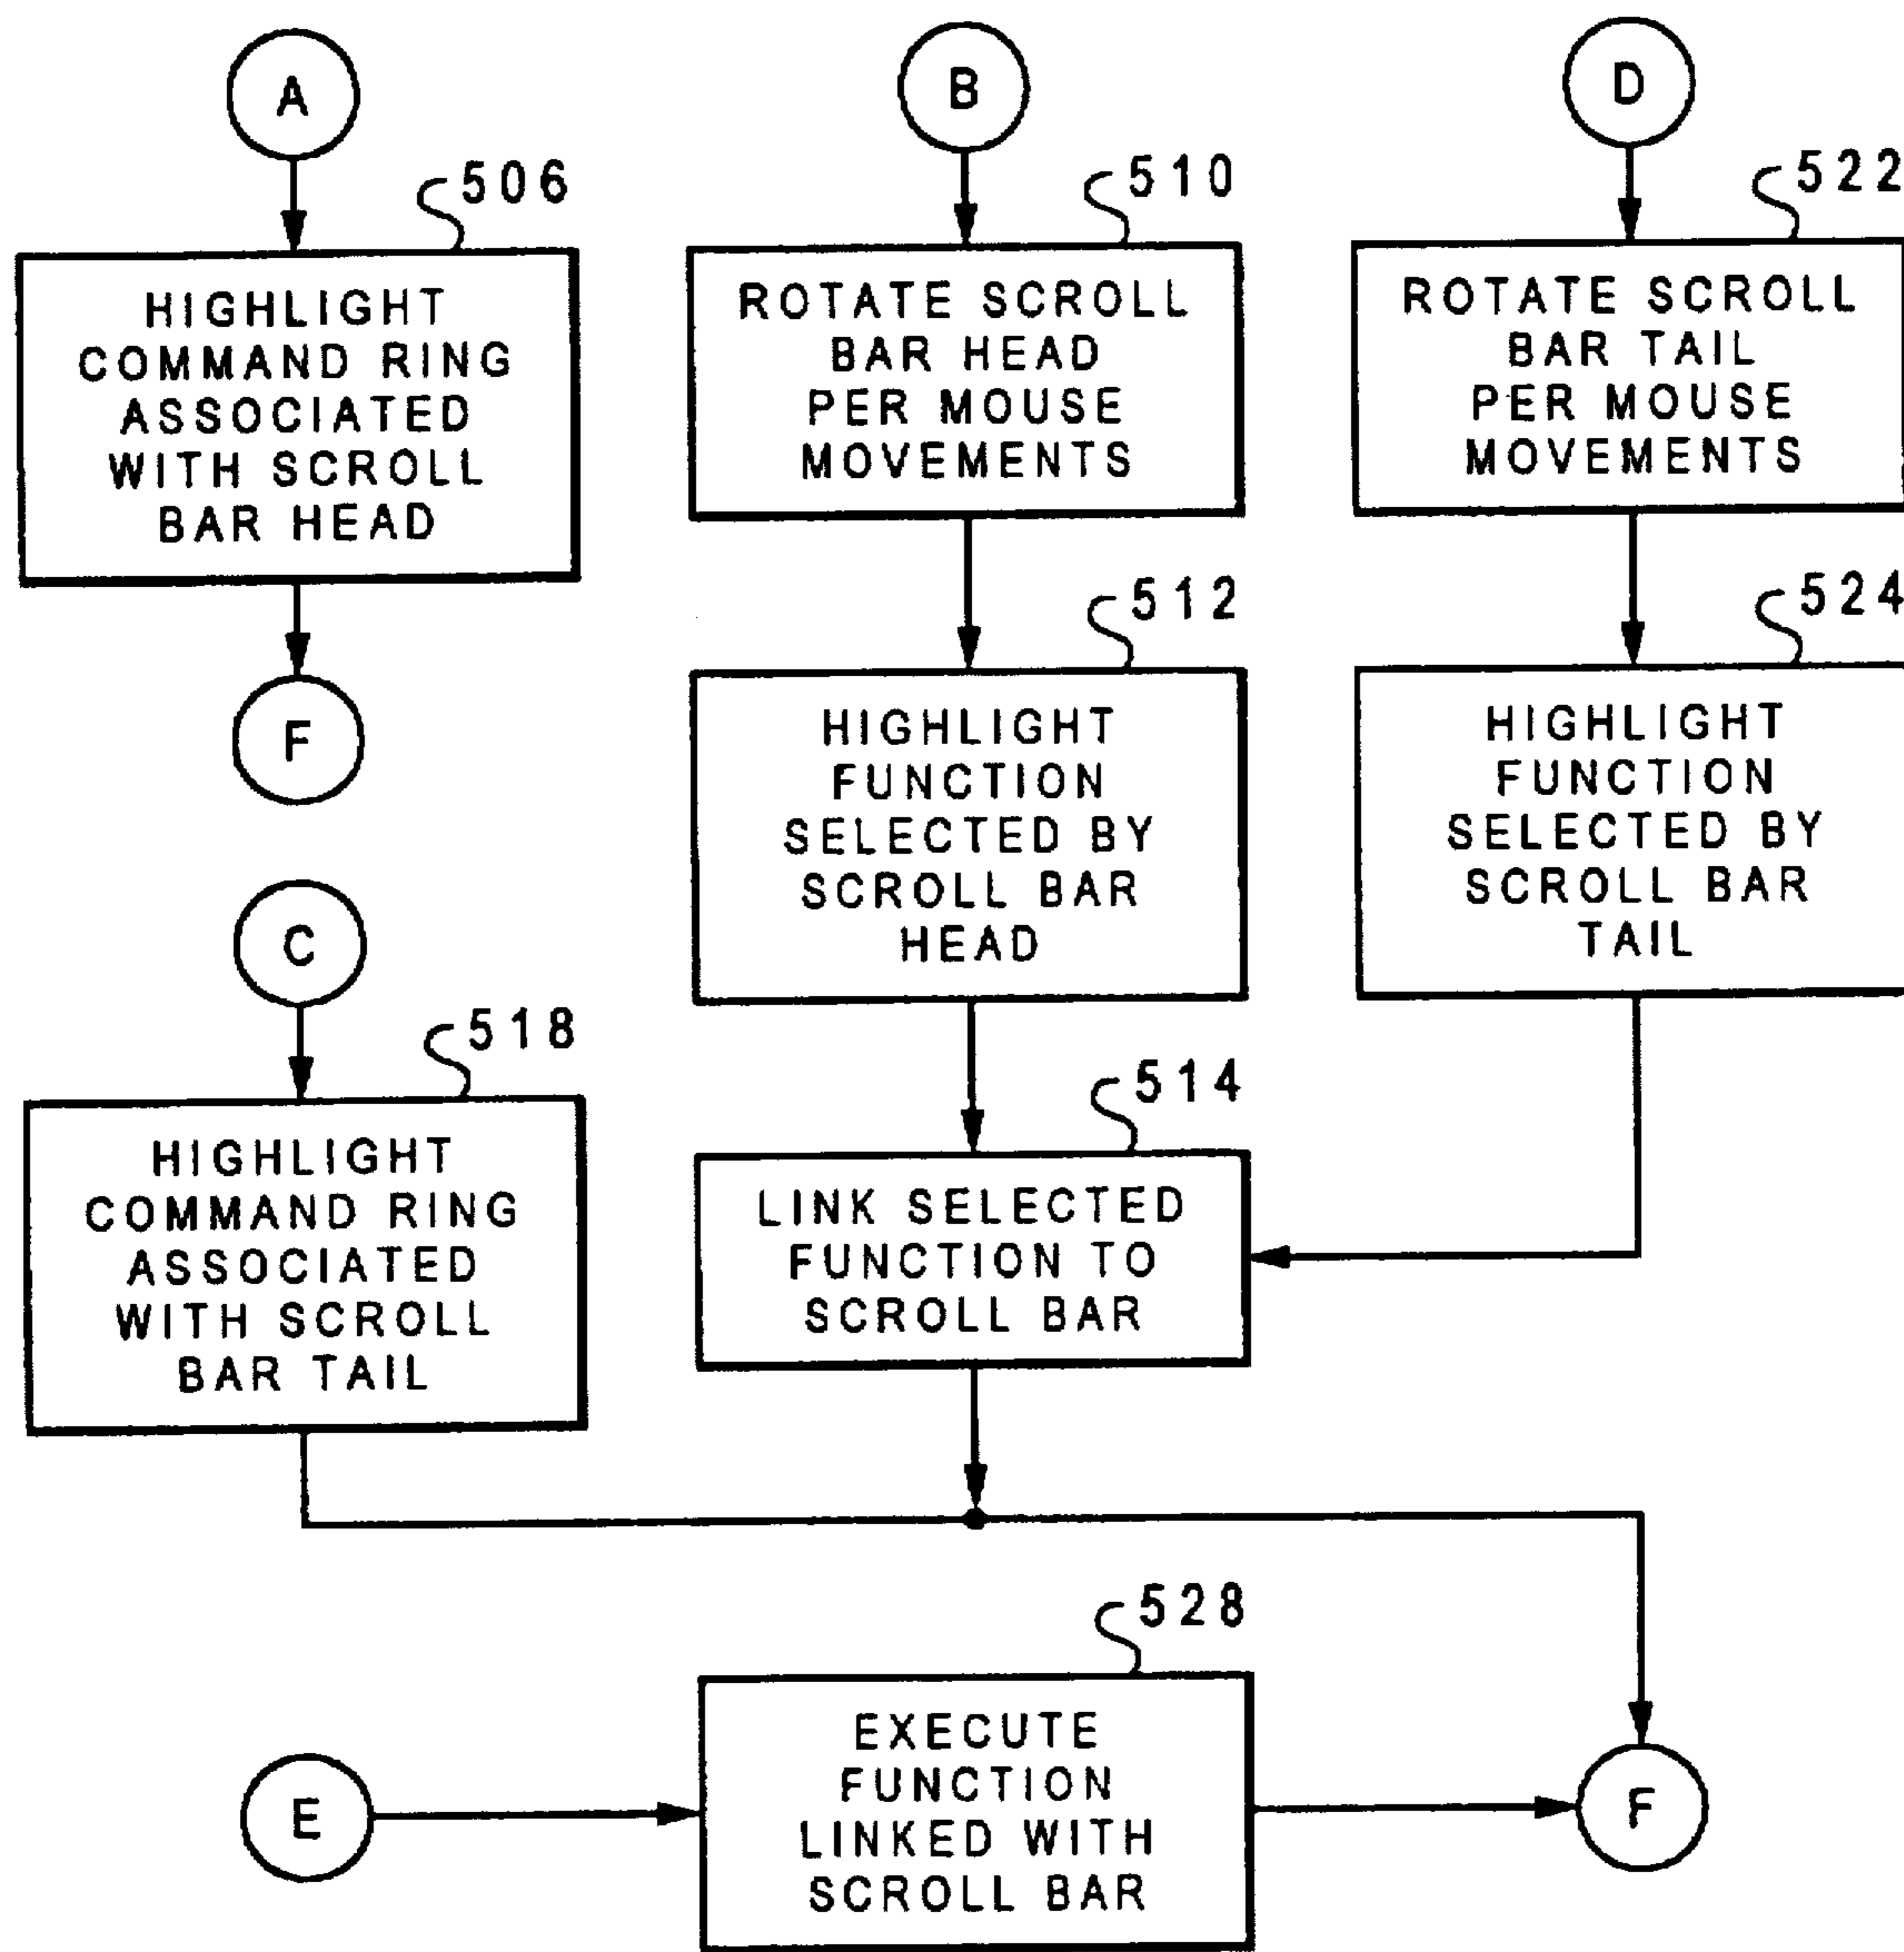 A
506
HIGHLIGHT
COMMAND RING
ASSOCIATED
WITH SCROLL
BAR HEAD
F
C
518
HIGHLIGHT
COMMAND RING
ASSOCIATED
WITH SCROLL
BAR TAIL
B
510
ROTATE SCROLL
BAR HEAD
PER MOUSE
MOVEMENTS
512
HIGHLIGHT
FUNCTION
SELECTED BY
SCROLL BAR
HEAD
514
LINK SELECTED
FUNCTION TO
SCROLL BAR
D
522
ROTATE SCROLL
BAR TAIL
PER MOUSE
MOVEMENTS
524
HIGHLIGHT
FUNCTION
SELECTED BY
SCROLL BAR
TAIL
E
528
EXECUTE
FUNCTION
LINKED WITH
SCROLL BAR
F